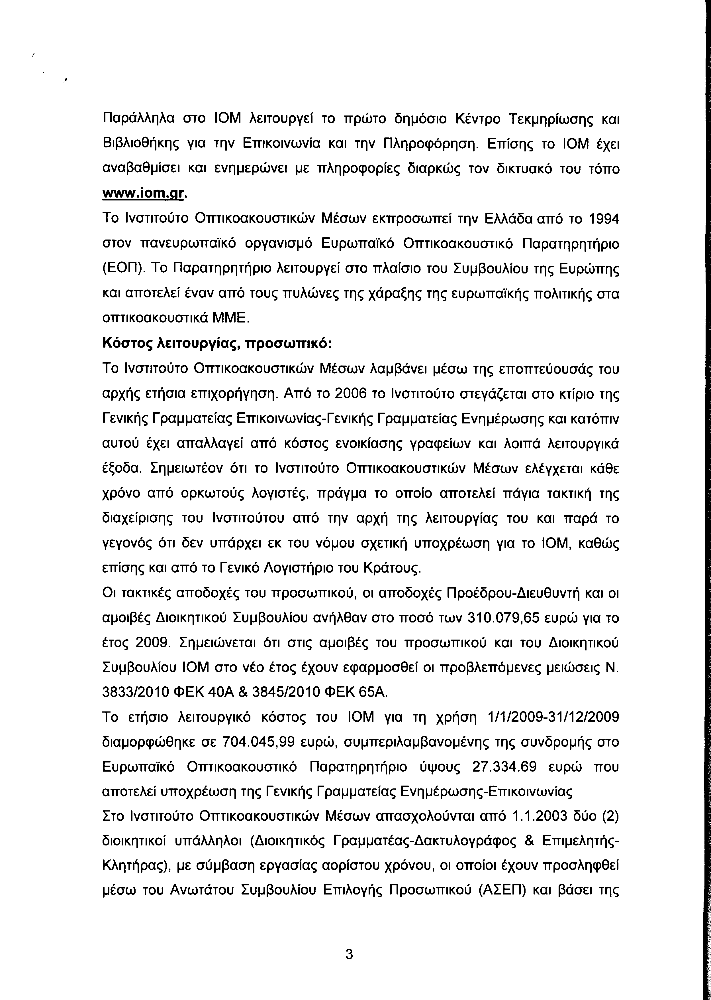 Παράλληλα στο ΙΟΜ λειτουργεί το πρώτο δημόσιο Κέντρο Τεκμηρίωσης και
Βιβλιοθήκης για την Επικοινωνία και την Πληροφόρηση. Επίσης το ΙΟΜ έχει
αναβαθμίσει και ενημερώνει με πληροφορίες διαρκώς τον δικτυακό του τόπο
www.iom.gr.
Το Ινστιτούτο Οπτικοακουστικών Μέσων εκπροσωπεί την Ελλάδα από το 1994
στον πανευρωπαϊκό οργανισμό Ευρωπαϊκό Οπτικοακουστικό Παρατηρητήριο
(ΕΟΠ). Το Παρατηρητήριο λειτουργεί στο πλαίσιο του Συμβουλίου της Ευρώπης
και αποτελεί έναν από τους πυλώνες της χάραξης της ευρωπαϊκής πολιτικής στα
οπτικοακουστικά ΜΜΕ.
Κόστος λειτουργίας, προσωπικό:
Το Ινστιτούτο Οπτικοακουστικών Μέσων λαμβάνει μέσω της εποπτεύουσάς του
αρχής ετήσια επιχορήγηση. Από το 2006 το Ινστιτούτο στεγάζεται στο κτίριο της
Γενικής Γραμματείας Επικοινωνίας-Γενικής Γραμματείας Ενημέρωσης και κατόπιν
αυτού έχει απαλλαγεί από κόστος ενοικίασης γραφείων και λοιπά λειτουργικά
έξοδα. Σημειωτέον ότι το Ινστιτούτο Οπτικοακουστικών Μέσων ελέγχεται κάθε
χρόνο από ορκωτούς λογιστές, πράγμα το οποίο αποτελεί πάγια τακτική της
διαχείρισης του Ινστιτούτου από την αρχή της λειτουργίας του και παρά το
γεγονός ότι δεν υπάρχει εκ του νόμου σχετική υποχρέωση για το ΙΟΜ, καθώς
επίσης και από το Γενικό Λογιστήριο του Κράτους.
Οι τακτικές αποδοχές του προσωπικού, οι αποδοχές Προέδρου-Διευθυντή και οι
αμοιβές Διοικητικού Συμβουλίου ανήλθαν στο ποσό των 310.079,65 ευρώ για το
έτος 2009. Σημειώνεται ότι στις αμοιβές του προσωπικού και του Διοικητικού
Συμβουλίου ΙΟΜ στο νέο έτος έχουν εφαρμοσθεί οι προβλεπόμενες μειώσεις Ν.
3833/2010 ΦΕΚ 40Α & 3845/2010 ΦΕΚ 65Α.
Το ετήσιο λειτουργικό κόστος του ΙΟΜ για τη χρήση 1/1/2009-31/12/2009
διαμορφώθηκε σε 704.045,99 ευρώ, συμπεριλαμβανομένης της συνδρομής στο
Ευρωπαϊκό Οπτικοακουστικό Παρατηρητήριο ύψους 27.334.69 ευρώ που
αποτελεί υποχρέωση της Γενικής Γραμματείας Ενημέρωσης-Επικοινωνίας
Στο Ινστιτούτο Οπτικοακουστικών Μέσων απασχολούνται από 1.1.2003 δύο (2)
διοικητικοί υπάλληλοι (Διοικητικός Γραμματέας-Δακτυλογράφος & Επιμελητής-
Κλητήρας), με σύμβαση εργασίας αορίστου χρόνου, οι οποίοι έχουν προσληφθεί
μέσω του Ανωτάτου Συμβουλίου Επιλογής Προσωπικού (ΑΣΕΠ) και βάσει της
3